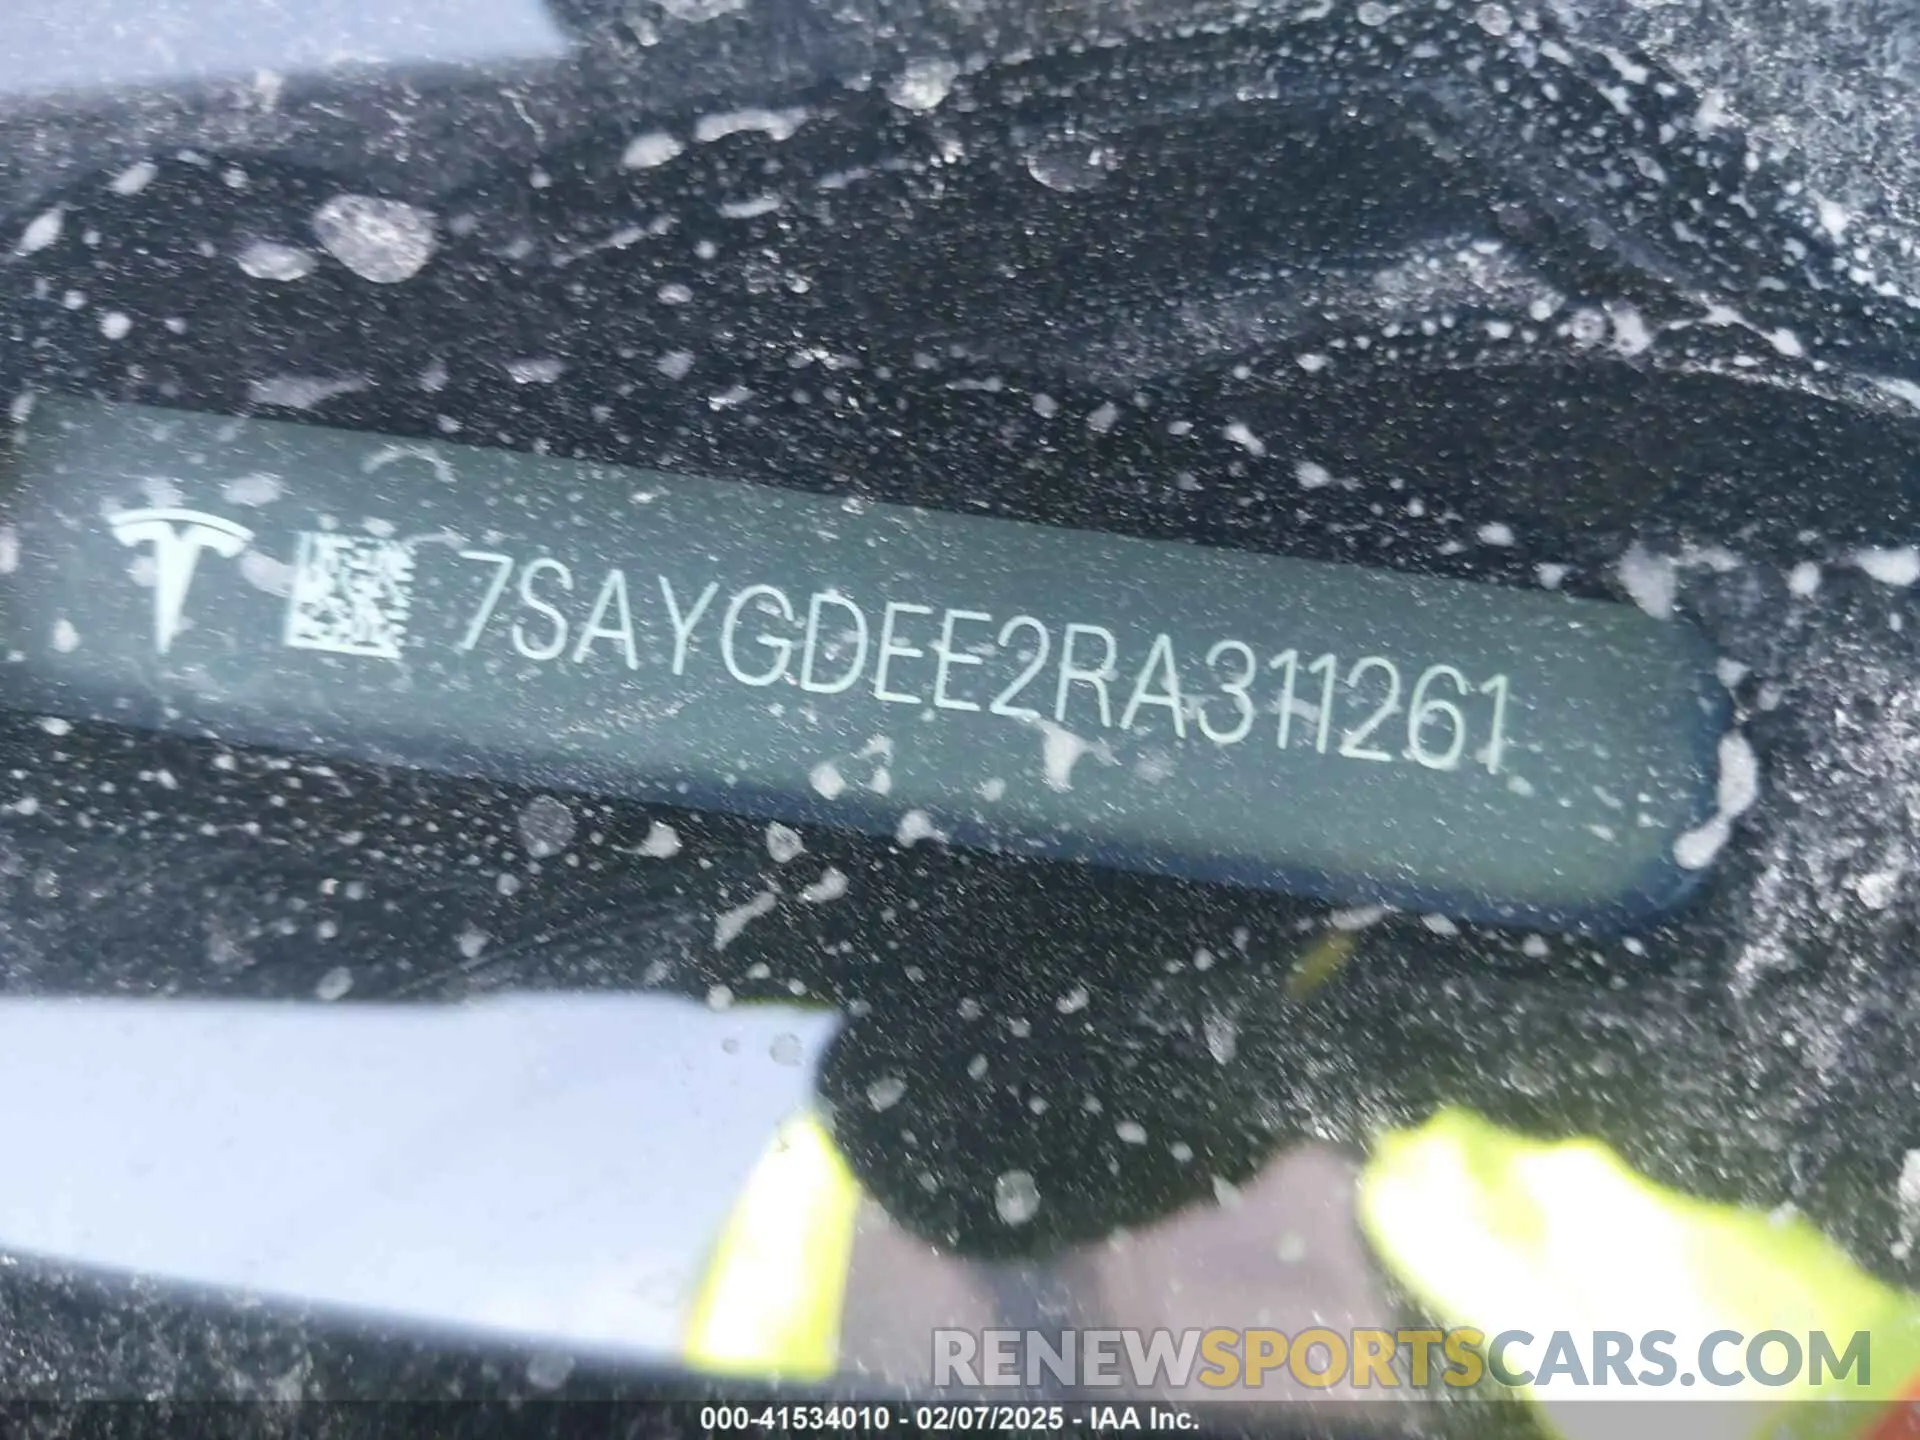 7SAYGDEE2RA311261
RENEWSPORTSCARS.COM
000-41534010 - 02/07/2025 - IAA Inc.